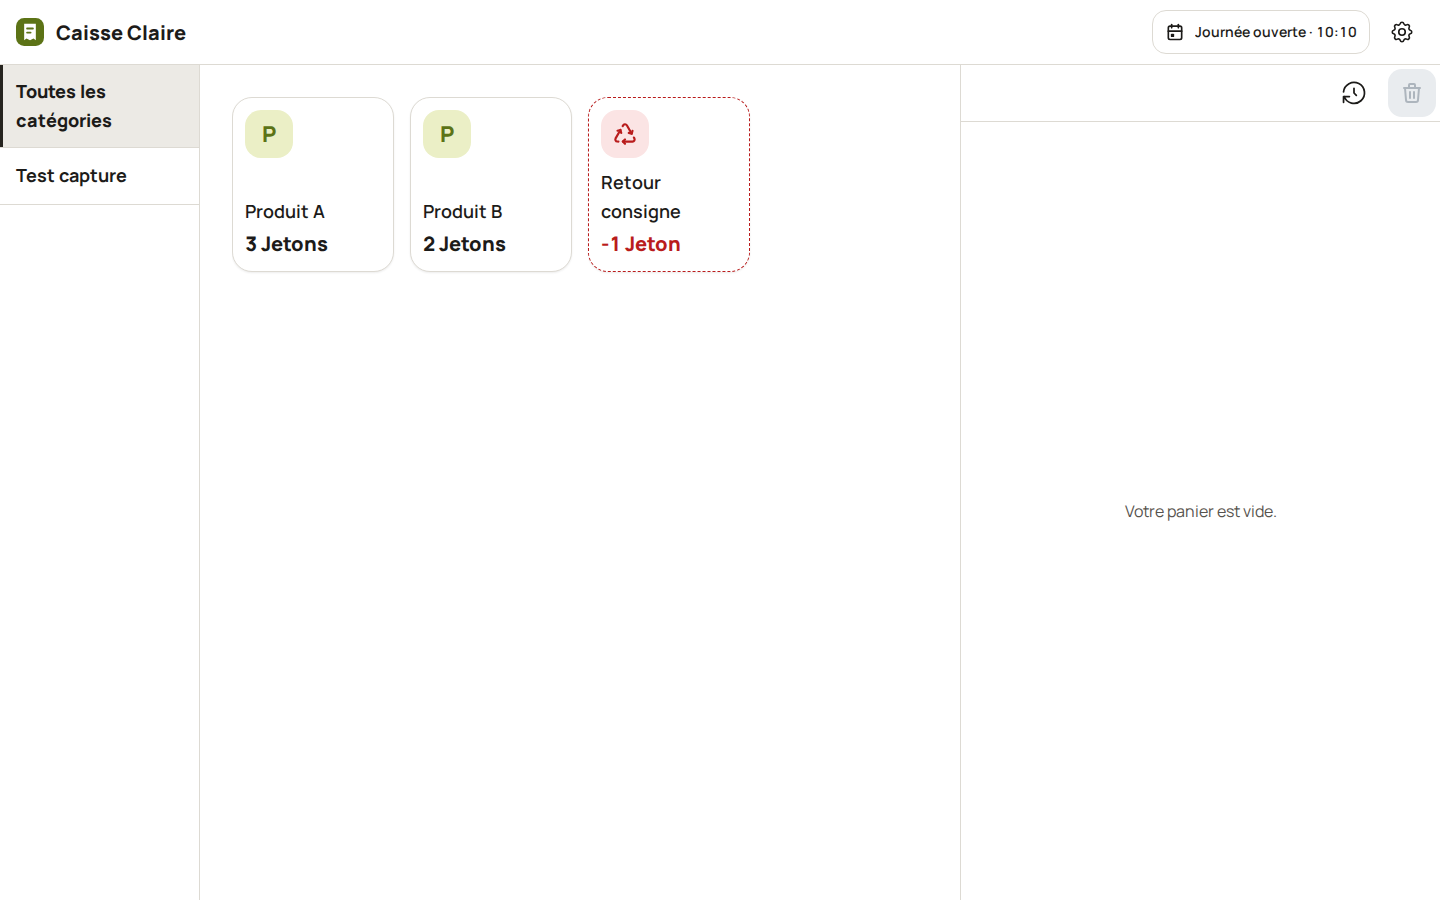 Caisse Claire
Journée ouverte · 10:10
Toutes les
catégories
Test capture
P
Produit A
3 Jetons
P
Produit B
2 Jetons
Retour
consigne
-1 Jeton
Votre panier est vide.